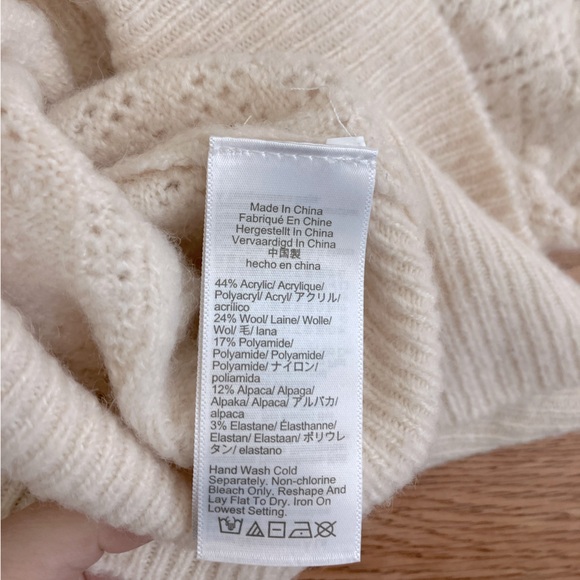 Made In China
Fabriqué En Chine
Hergestellt In China
Vervaardigd In China
中国製
hecho en china
44% Acrylic/ Acrylique/
Polyacryl/ Acryl/ アクリル/
acrílico
24% Wool/ Laine/ Wolle/
Wol/ 毛/ lana
17% Polyamide/
Polyamide/ Polyamide/
Polyamide/ ナイロン/
poliamida
12% Alpaca/ Alpaga/
Alpaka/ Alpaca/ アルパカ/
alpaca
3% Elastane/ Élasthanne/
Elastan/ Elastaan/ ポリウレ
タン/ elastano
Hand Wash Cold
Separately, Non-chlorine
Bleach Only. Reshape And
Lay Flat To Dry. Iron On
Lowest Setting.